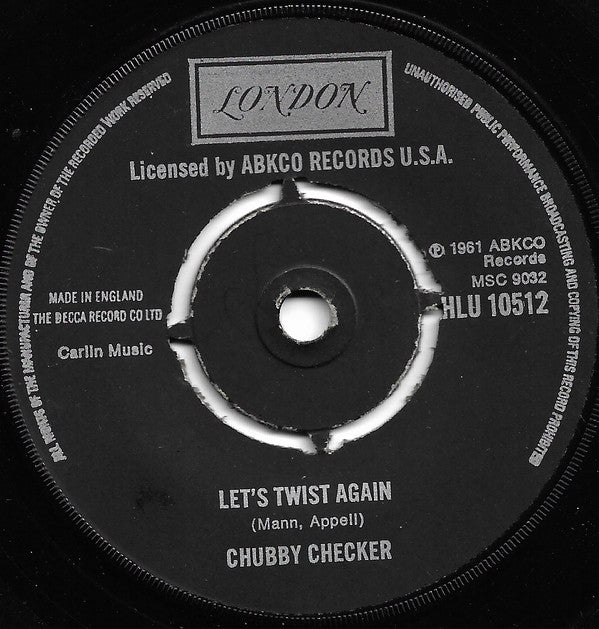 ALL RIGHTS OF THE MANUFACTURER AND OF THE OWNER OF THE RECORDED WORK RESERVED
UNAUTHORISED PUBLIC PERFORMANCE BROADCASTING AND COPYING OF THIS RECORD PROHIBITED
LONDON
Licensed by ABKCO RECORDS U.S.A.
℗ 1961 ABKCO
Records
MSC 9032
HLU 10512
MADE IN ENGLAND
THE DECCA RECORD CO LTD
Carlin Music
LET'S TWIST AGAIN
(Mann, Appell)
CHUBBY CHECKER